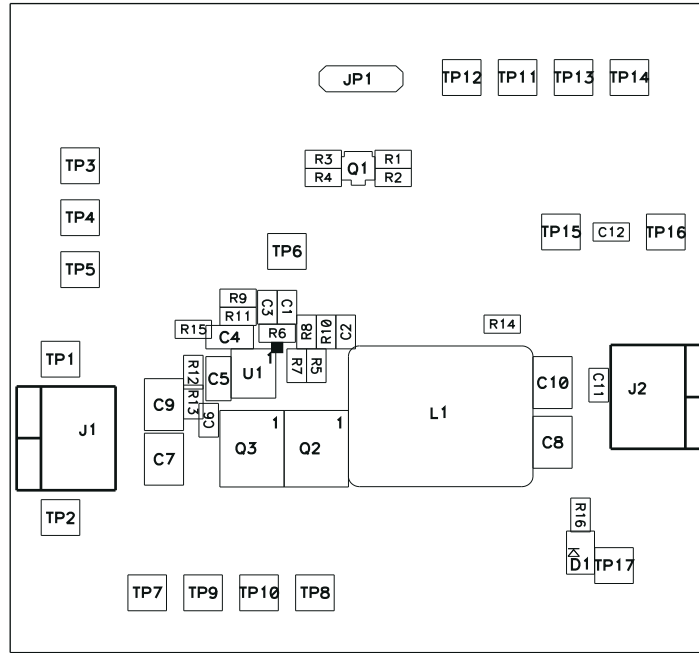 JP1
TP12
TP11
TP13
TP14
R3
R1
Q1
R4
R2
TP3
TP4
TP5
TP6
TP15
C12
TP16
R9
C3
C1
R11
R15
C4
R6
R8
R10
C2
R14
TP1
R12
C5
U1
1
R7
R5
C10
C11
J2
C9
R13
C6
L1
J1
Q3
1
Q2
1
C7
C8
TP2
R16
D1
TP17
TP7
TP9
TP10
TP8